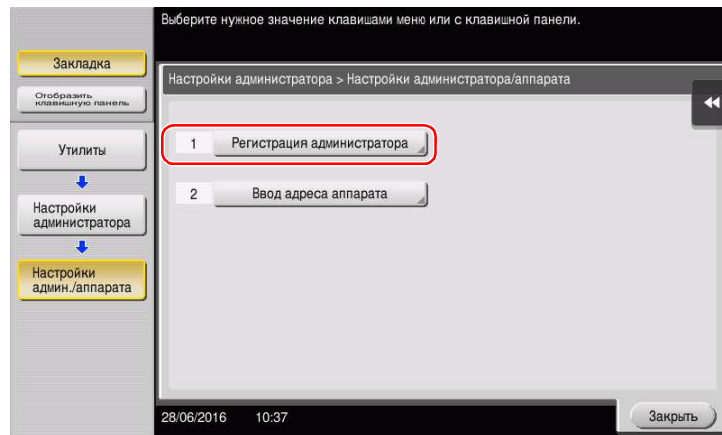 Выберите нужное значение клавишами меню или с клавишной панели.
Закладка
Отобразить
клавишную панель
Утилиты
Настройки
администратора
Настройки
админ./аппарата
Настройки администратора > Настройки администратора/аппарата
1 Регистрация администратора
2 Ввод адреса аппарата
28/06/2016 10:37
Закрыть